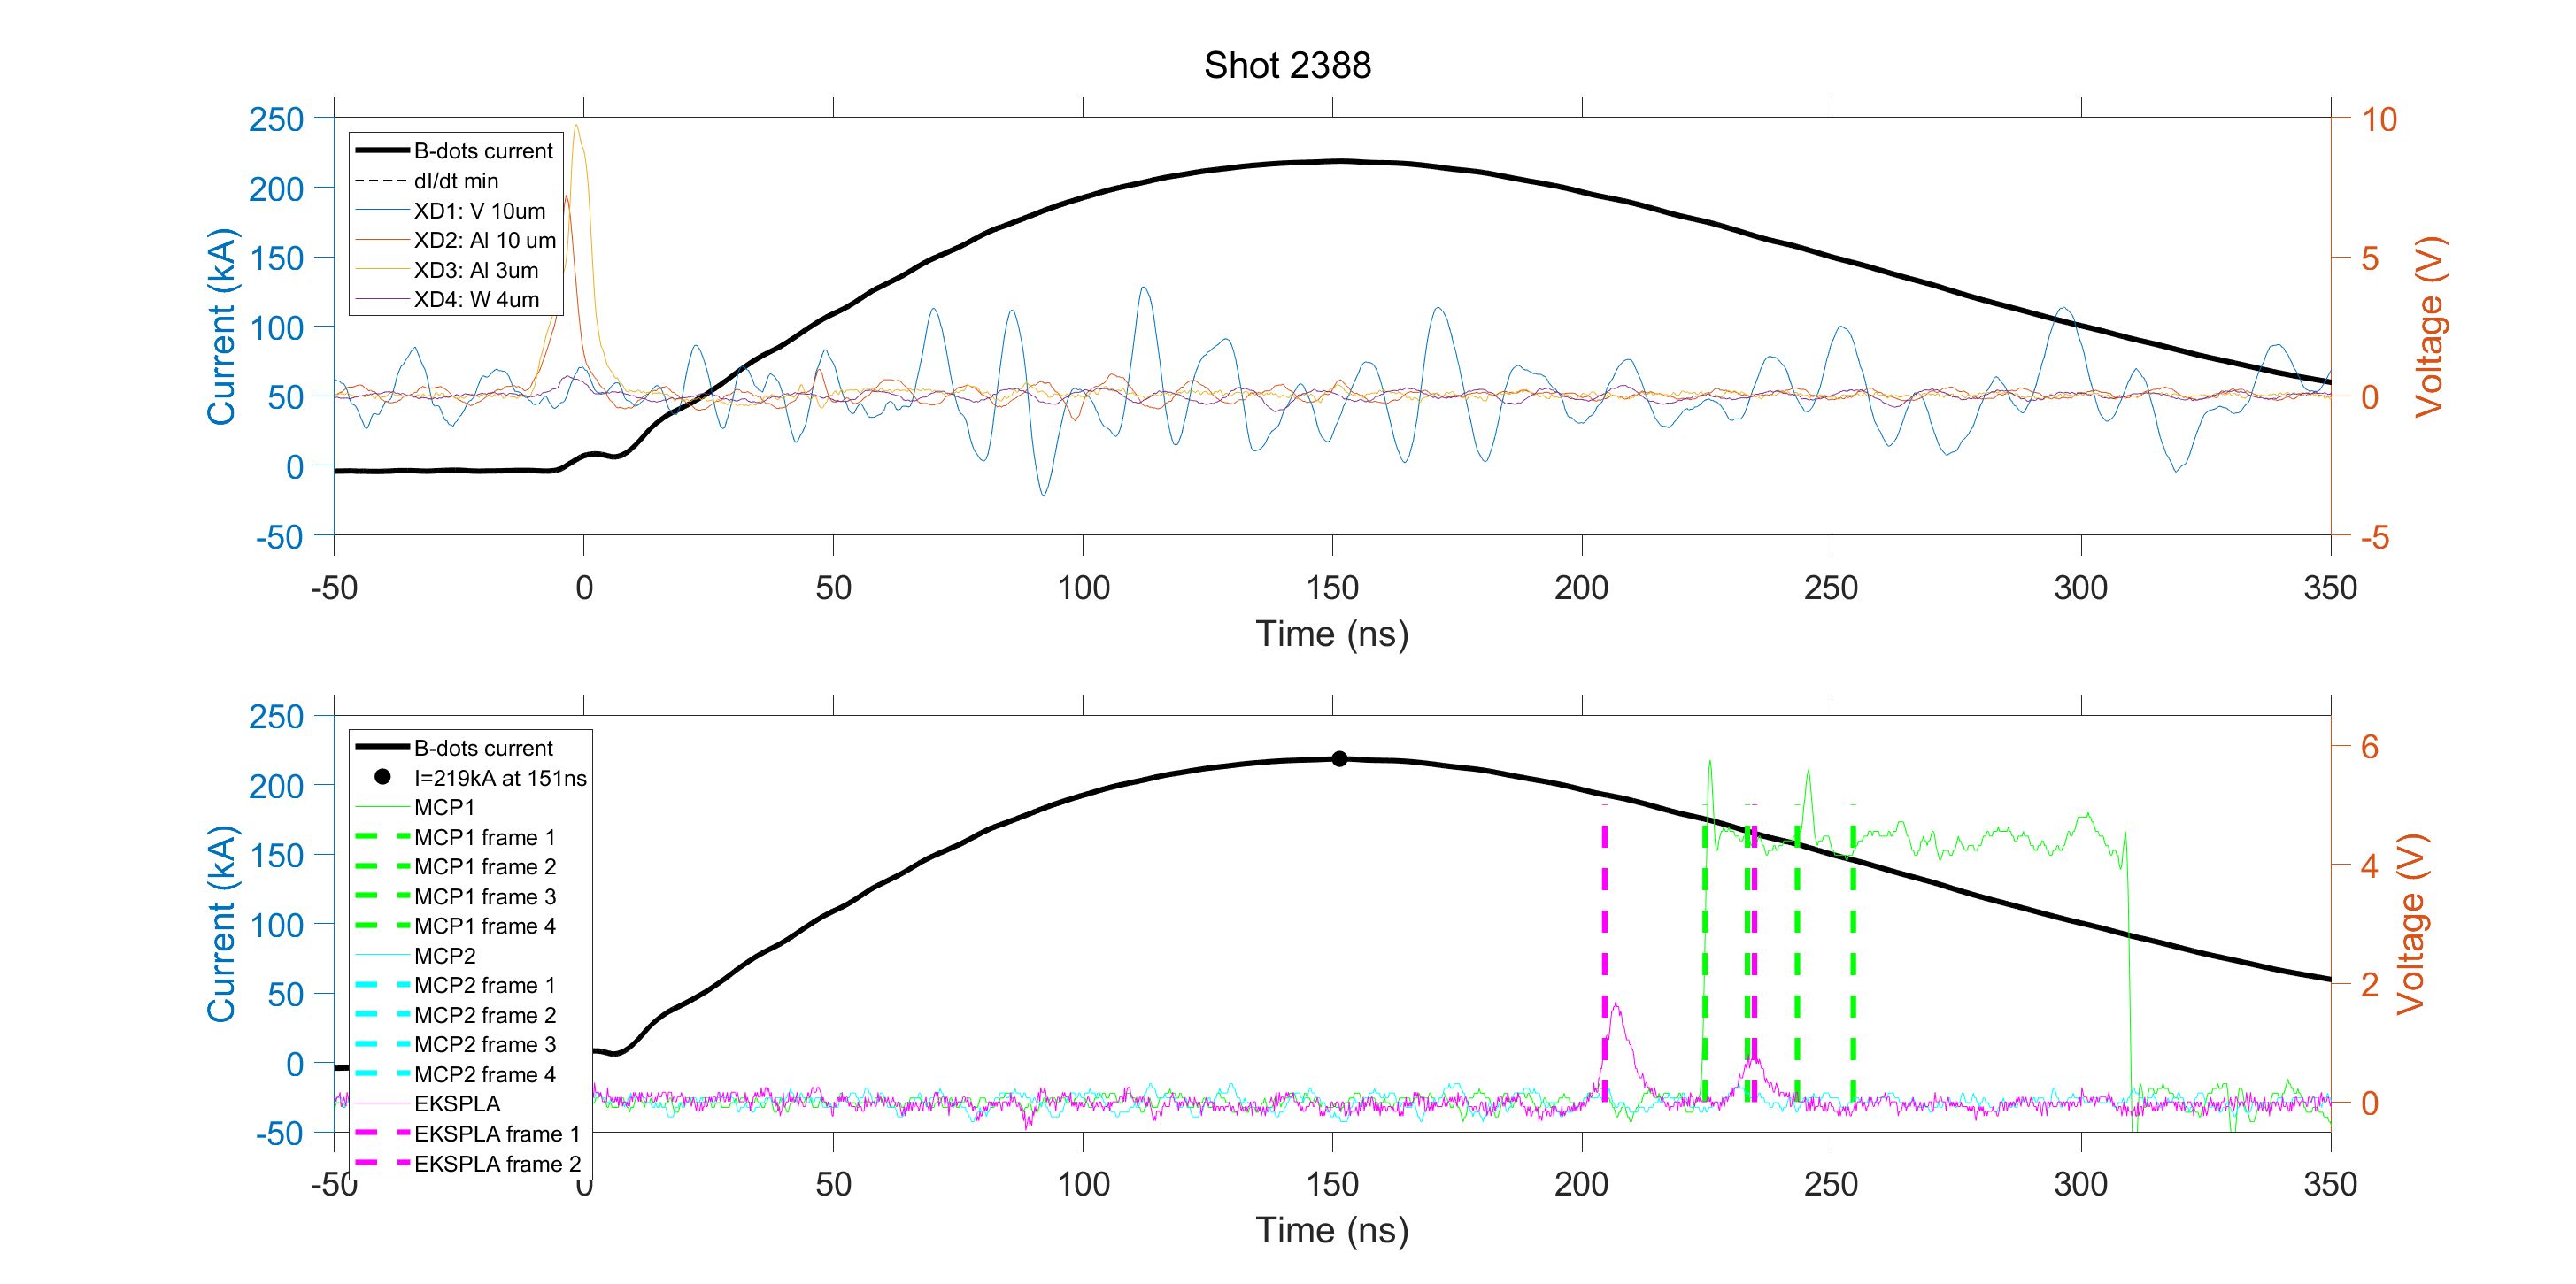 Shot 2388
250
200
150
100
50
0
-50
Current (kA)
B-dots current
dI/dt min
XD1: V 10um
XD2: Al 10 um
XD3: Al 3um
XD4: W 4um
10
5
0
-5
Voltage (V)
-50 0 50 100 150 200 250 300 350
Time (ns)
250
200
150
100
50
0
-50
Current (kA)
B-dots current
I=219kA at 151ns
MCP1
MCP1 frame 1
MCP1 frame 2
MCP1 frame 3
MCP1 frame 4
MCP2
MCP2 frame 1
MCP2 frame 2
MCP2 frame 3
MCP2 frame 4
EKSPLA
EKSPLA frame 1
EKSPLA frame 2
6
4
2
0
Voltage (V)
-50 0 50 100 150 200 250 300 350
Time (ns)